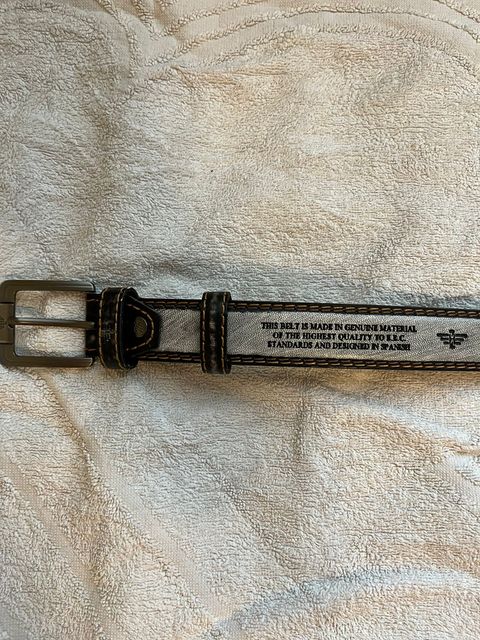 THIS BELT IS MADE IN GENUINE MATERIAL
OF THE HIGHEST QUALITY TO E.E.C.
STANDARDS AND DESIGNED IN SPANISH